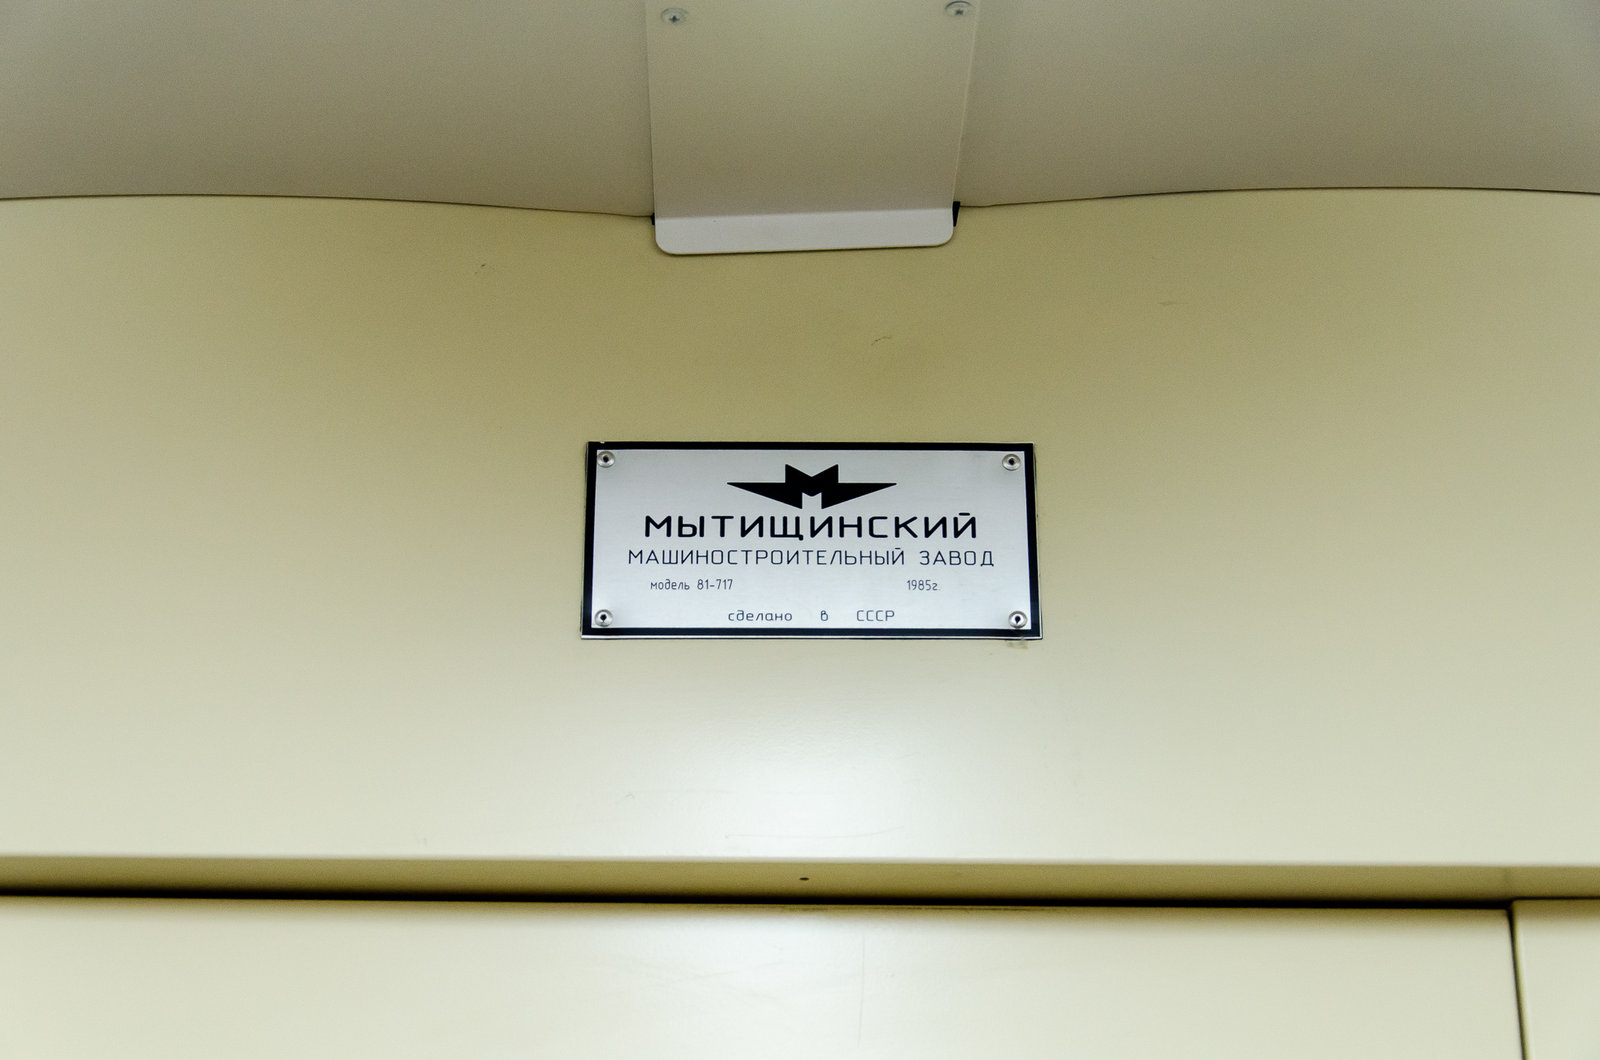 МЫТИЩИНСКИЙ
МАШИНОСТРОИТЕЛЬНЫЙ ЗАВОД
модель 81-717 1985г.
сделано в СССР